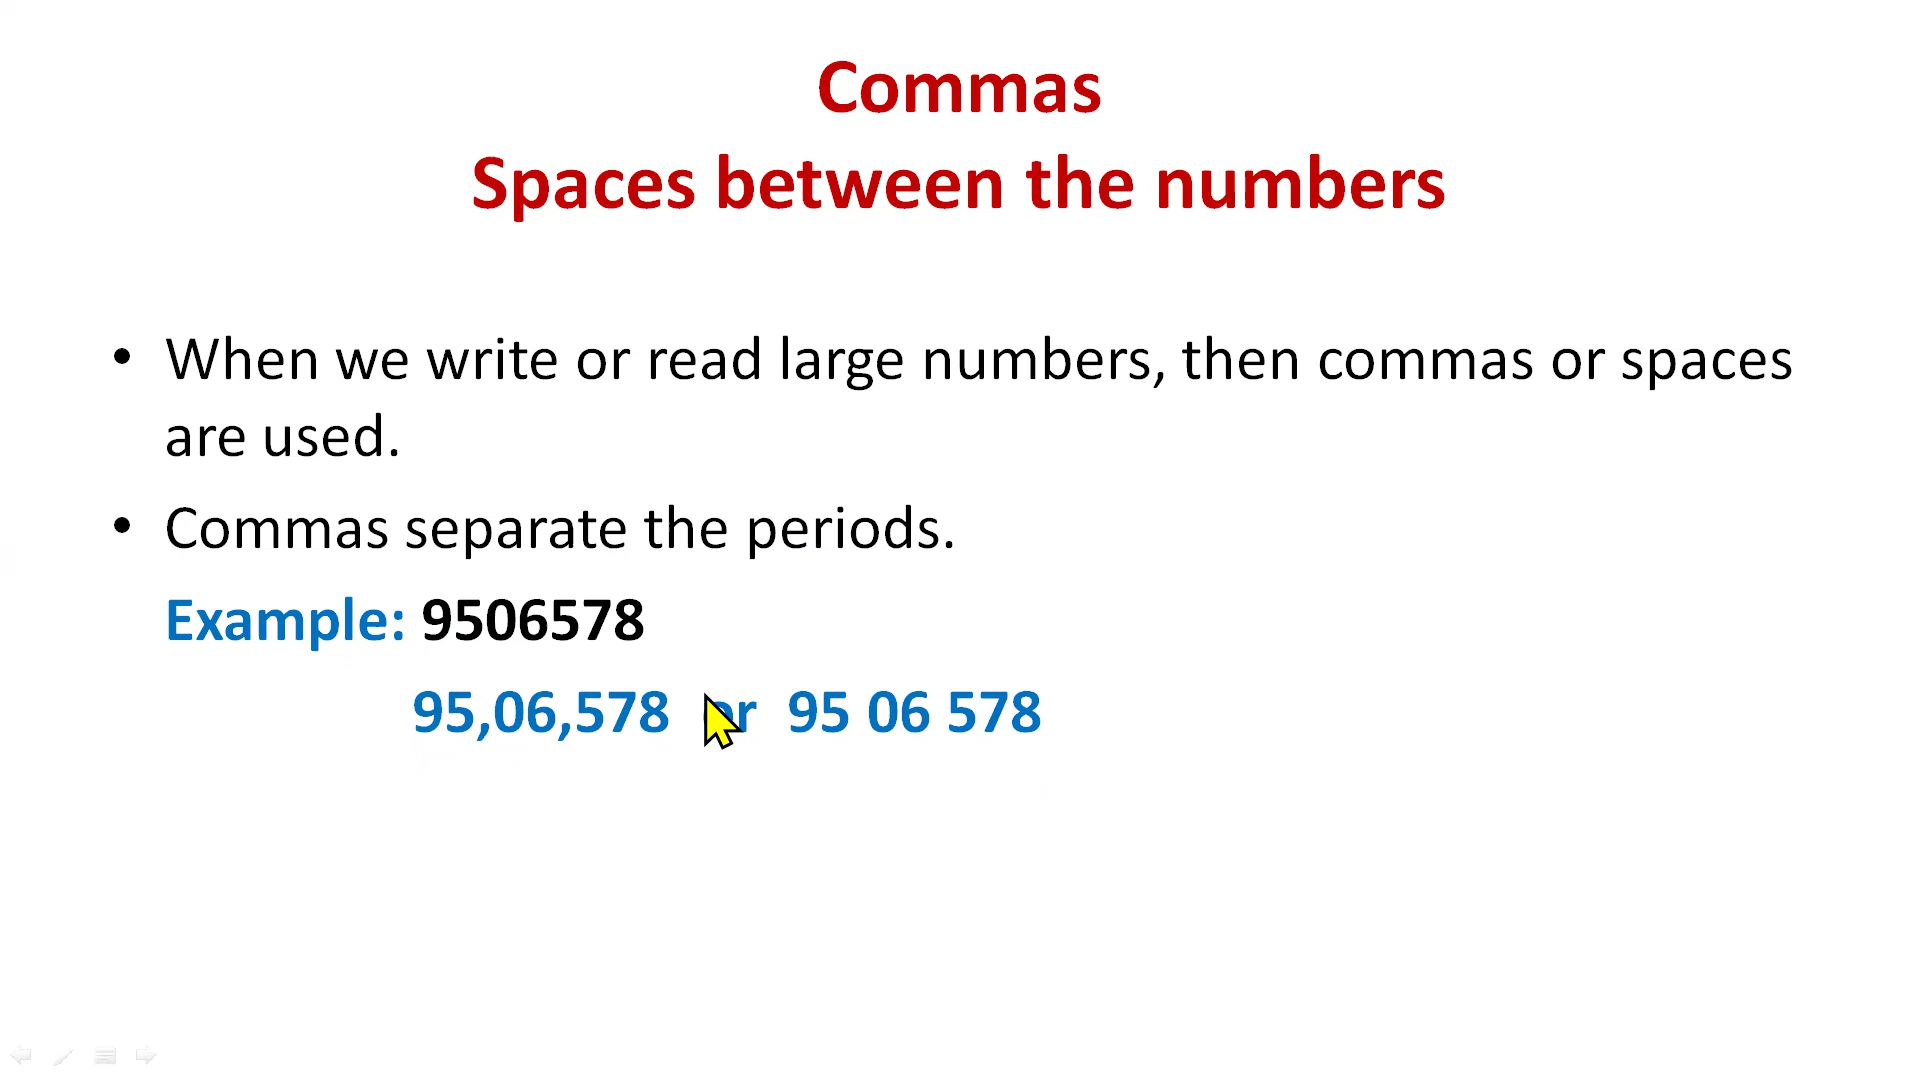 Commas
Spaces between the numbers
• When we write or read large numbers, then commas or spaces
are used.
• Commas separate the periods.
Example: 9506578
95,06,578 or 95 06 578